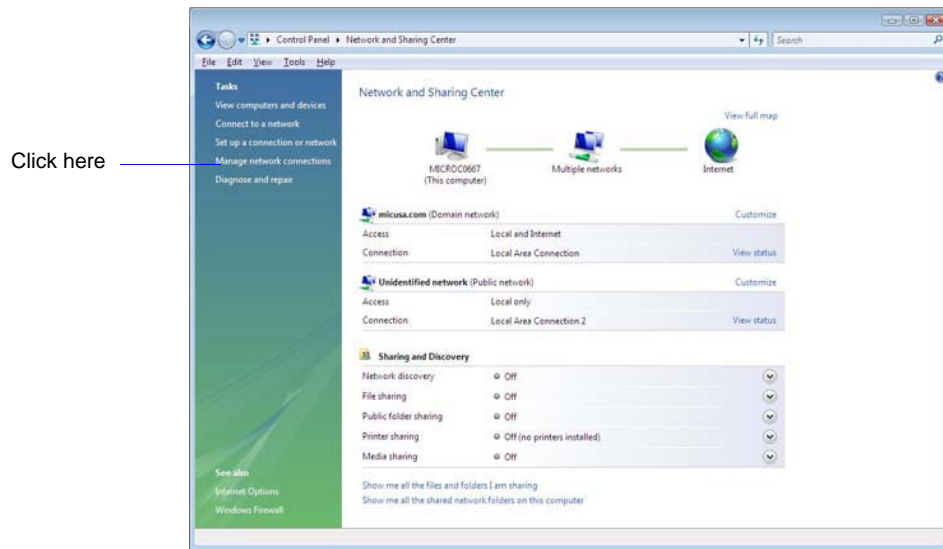 Click here
Control Panel Network and Sharing Center
Search
File Edit View Tools Help
Tasks
View computers and devices
Connect to a network
Set up a connection or network
Manage network connections
Diagnose and repair
See also
Internet Options
Windows Firewall
Network and Sharing Center
View full map
MICROC0667
(This computer)
Multiple networks
Internet
micusa.com (Domain network) Customize
Access Local and Internet
Connection Local Area Connection View status
Unidentified network (Public network) Customize
Access Local only
Connection Local Area Connection 2 View status
Sharing and Discovery
Network discovery Off
File sharing Off
Public folder sharing Off
Printer sharing Off (no printers installed)
Media sharing Off
Show me all the files and folders I am sharing
Show me all the shared network folders on this computer